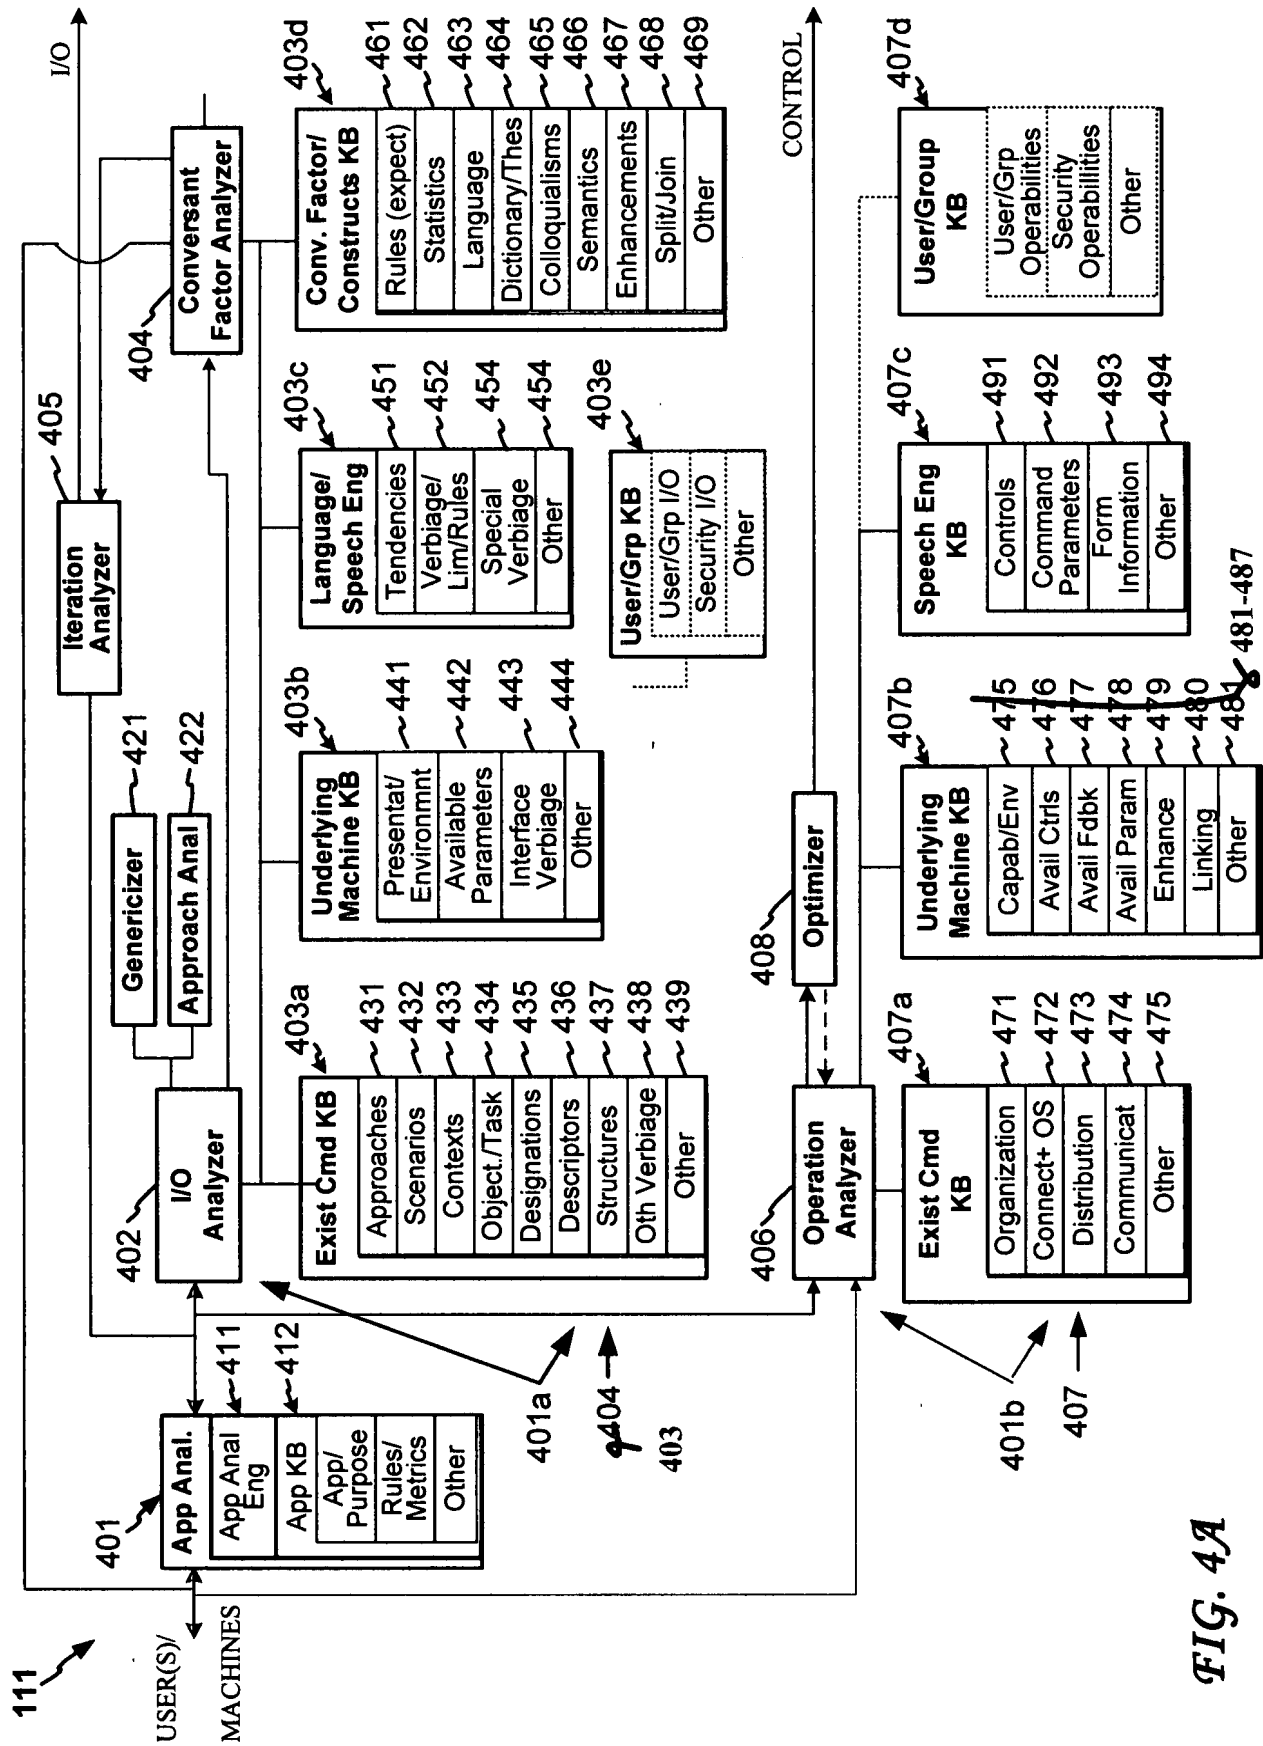 111
USER(S)/
MACHINES
401
App Anal.
App Anal
Eng
411
App KB
412
App/
Purpose
Rules/
Metrics
Other
402
I/O
Analyzer
Genericizer
421
Approach Anal
422
Iteration
Analyzer
405
404
Conversant
Factor Analyzer
I/O
401a
404
403
Exist Cmd KB
403a
Approaches
431
Scenarios
432
Contexts
433
Object./Task
434
Designations
435
Descriptors
436
Structures
437
Oth Verbiage
438
Other
439
Underlying
Machine KB
403b
Presentat/
Environmnt
441
Available
Parameters
442
Interface
Verbiage
443
Other
444
Language/
Speech Eng
403c
Tendencies
451
Verbiage/
Lim/Rules
452
Special
Verbiage
454
Other
454
User/Grp KB
403e
User/Grp I/O
Security I/O
Other
Conv. Factor/
Constructs KB
403d
Rules (expect)
461
Statistics
462
Language
463
Dictionary/Thes
464
Colloquialisms
465
Semantics
466
Enhancements
467
Split/Join
468
Other
469
406
Operation
Analyzer
408
Optimizer
CONTROL
401b
407
Exist Cmd
KB
407a
Organization
471
Connect+ OS
472
Distribution
473
Communicat
474
Other
475
Underlying
Machine KB
407b
Capab/Env
475
Avail Ctrls
476
Avail Fdbk
477
Avail Param
478
Enhance
479
Linking
480
Other
481
481-487
Speech Eng
KB
407c
Controls
491
Command
Parameters
492
Form
Information
493
Other
494
User/Group
KB
407d
User/Grp
Operabilities
Security
Operabilities
Other
FIG. 4A